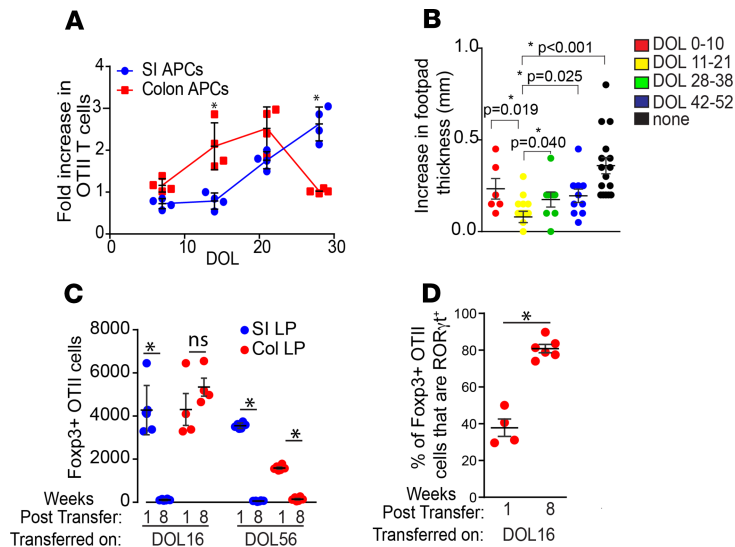 A
SI APCs
Colon APCs
Fold increase in
OTII T cells
4
3
2
1
0
*
*
0
10
20
30
DOL
B
Increase in footpad
thickness (mm)
1.0
0.5
0.0
* p<0.001
* p=0.025
*
p=0.019
*
p=0.040
DOL 0-10
DOL 11-21
DOL 28-38
DOL 42-52
none
C
Foxp3+ OTII cells
8000
6000
4000
2000
0
SI LP
Col LP
*
ns
*
*
Weeks
Post Transfer: 1 8 1 8 1 8 1 8
Transferred on: DOL16 DOL56
D
% of Foxp3+ OTII
cells that are RORγt+
100
80
60
40
20
0
*
Weeks
Post Transfer: 1 8
Transferred on: DOL16